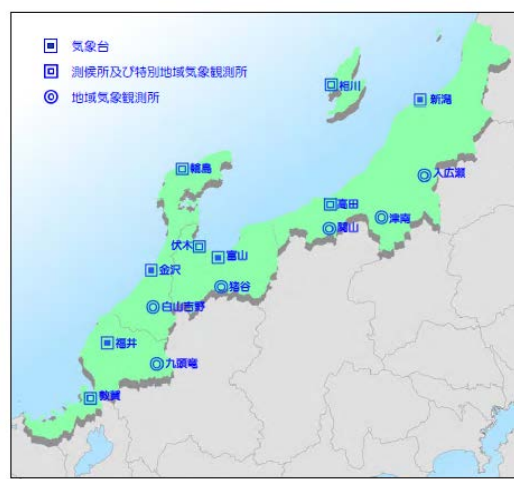 気象台
測候所及び特別地域気象観測所
地域気象観測所
相川
新潟
入広瀬
輪島
高田
津南
関山
伏木
富山
金沢
猪谷
白山吉野
福井
九頭竜
敦賀